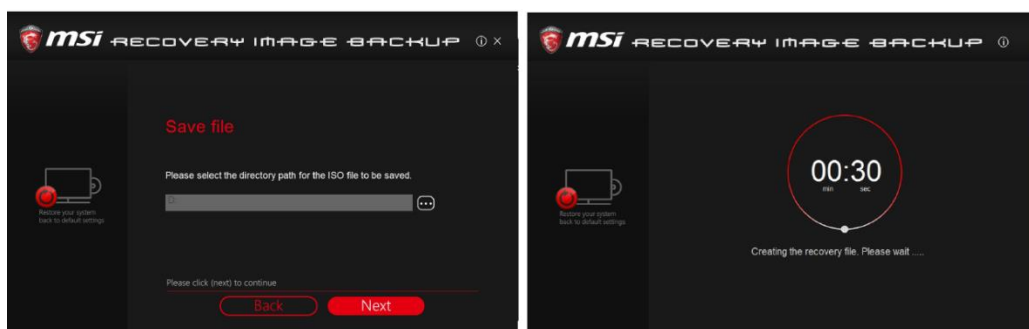 msi RECOVERY IMAGE BACKUP
Save file
Please select the directory path for the ISO file to be saved.
D
Restore your system
back to default settings
Please click (next) to continue
Back
Next
msi RECOVERY IMAGE BACKUP
00:30
min sec
Restore your system
back to default settings
Creating the recovery file. Please wait .....